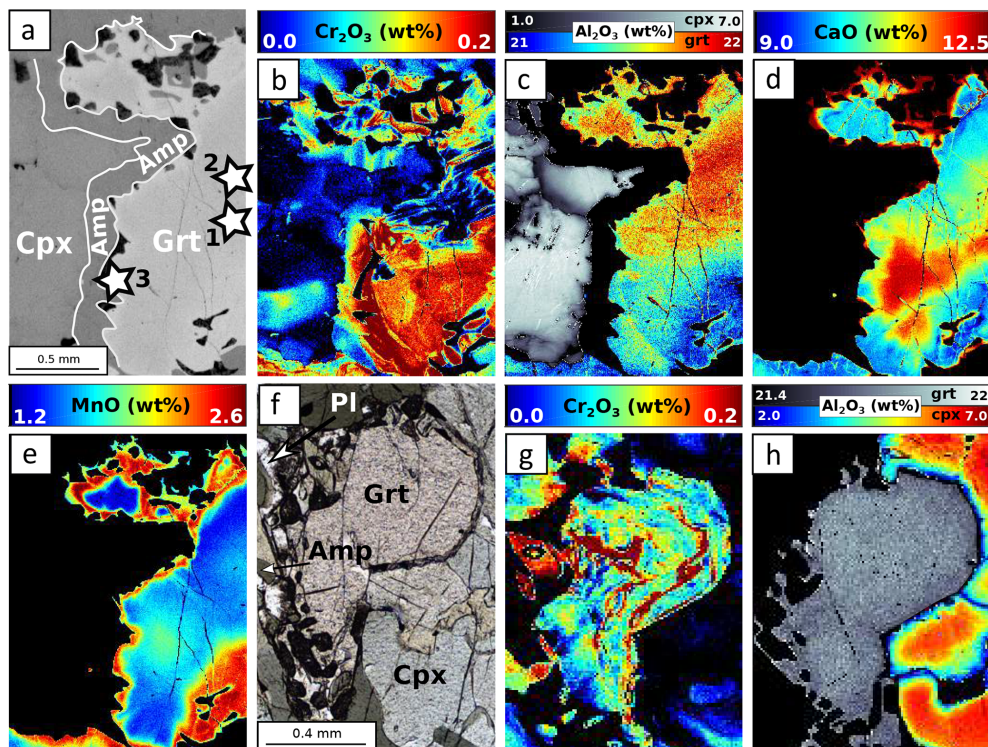 a
Cpx
Amp
Amp
Grt
2
1
3
0.5 mm
Cr₂O₃ (wt%)
0.0 0.2
b
1.0 cpx 7.0
Al₂O₃ (wt%)
21 grt 22
c
CaO (wt%)
9.0 12.5
d
MnO (wt%)
1.2 2.6
e
f
Pl
Grt
Amp
Cpx
0.4 mm
Cr₂O₃ (wt%)
0.0 0.2
g
21.4 grt 22
Al₂O₃ (wt%)
2.0 cpx 7.0
h